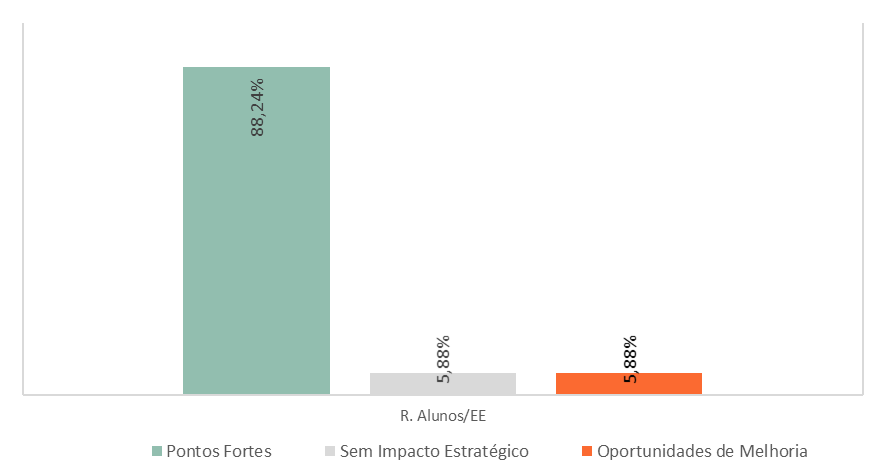 88,24%
5,88%
5,88%
R. Alunos/EE
Pontos Fortes
Sem Impacto Estratégico
Oportunidades de Melhoria